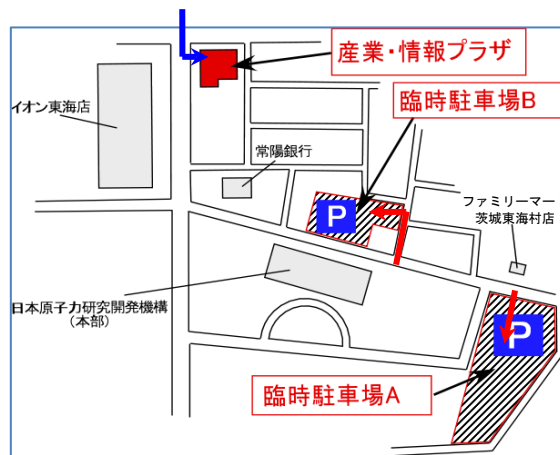 産業・情報プラザ
臨時駐車場B
イオン東海店
常陽銀行
P
ファミリーマー
茨城東海村店
日本原子力研究開発機構
(本部)
P
臨時駐車場A